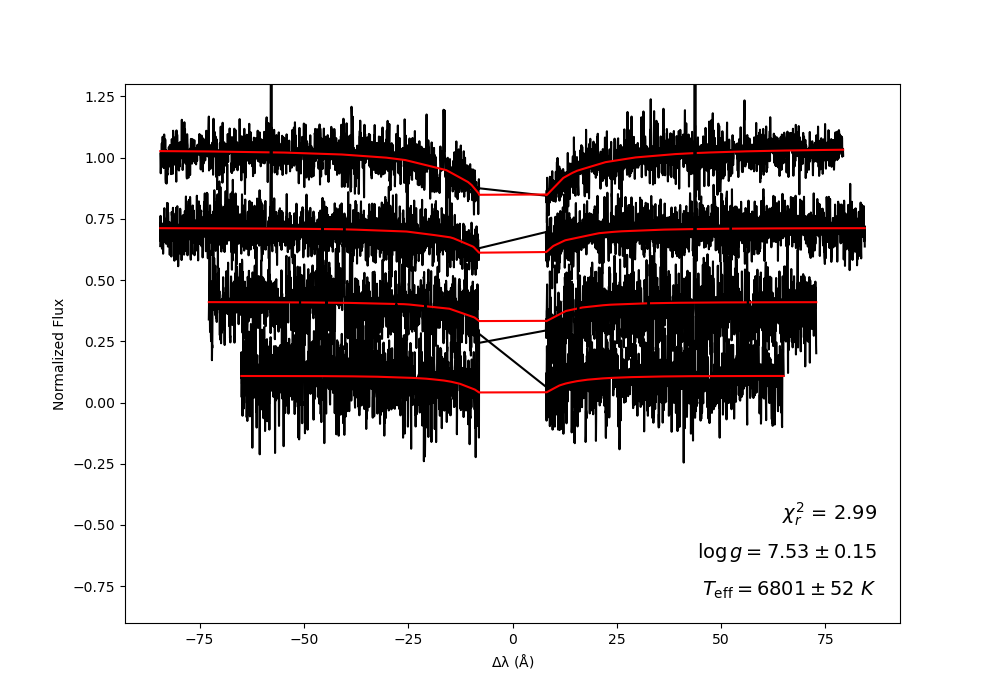 1.25
1.00
0.75
0.50
0.25
0.00
−0.25
−0.50
−0.75
Normalized Flux
χ²ᵣ = 2.99
log g = 7.53 ± 0.15
T_eff = 6801 ± 52 K
−75 −50 −25 0 25 50 75
Δλ (Å)